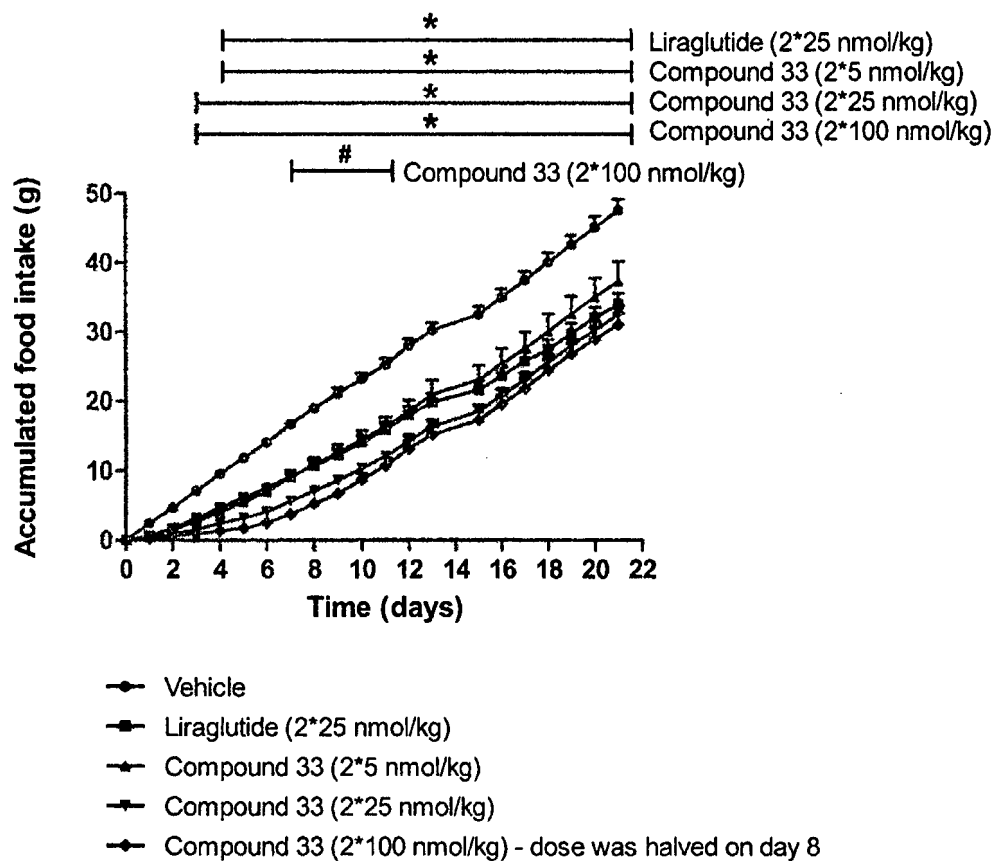 * Liraglutide (2*25 nmol/kg)
* Compound 33 (2*5 nmol/kg)
* Compound 33 (2*25 nmol/kg)
* Compound 33 (2*100 nmol/kg)
# Compound 33 (2*100 nmol/kg)
Accumulated food intake (g)
50
40
30
20
10
0
0 2 4 6 8 10 12 14 16 18 20 22
Time (days)
Vehicle
Liraglutide (2*25 nmol/kg)
Compound 33 (2*5 nmol/kg)
Compound 33 (2*25 nmol/kg)
Compound 33 (2*100 nmol/kg) - dose was halved on day 8